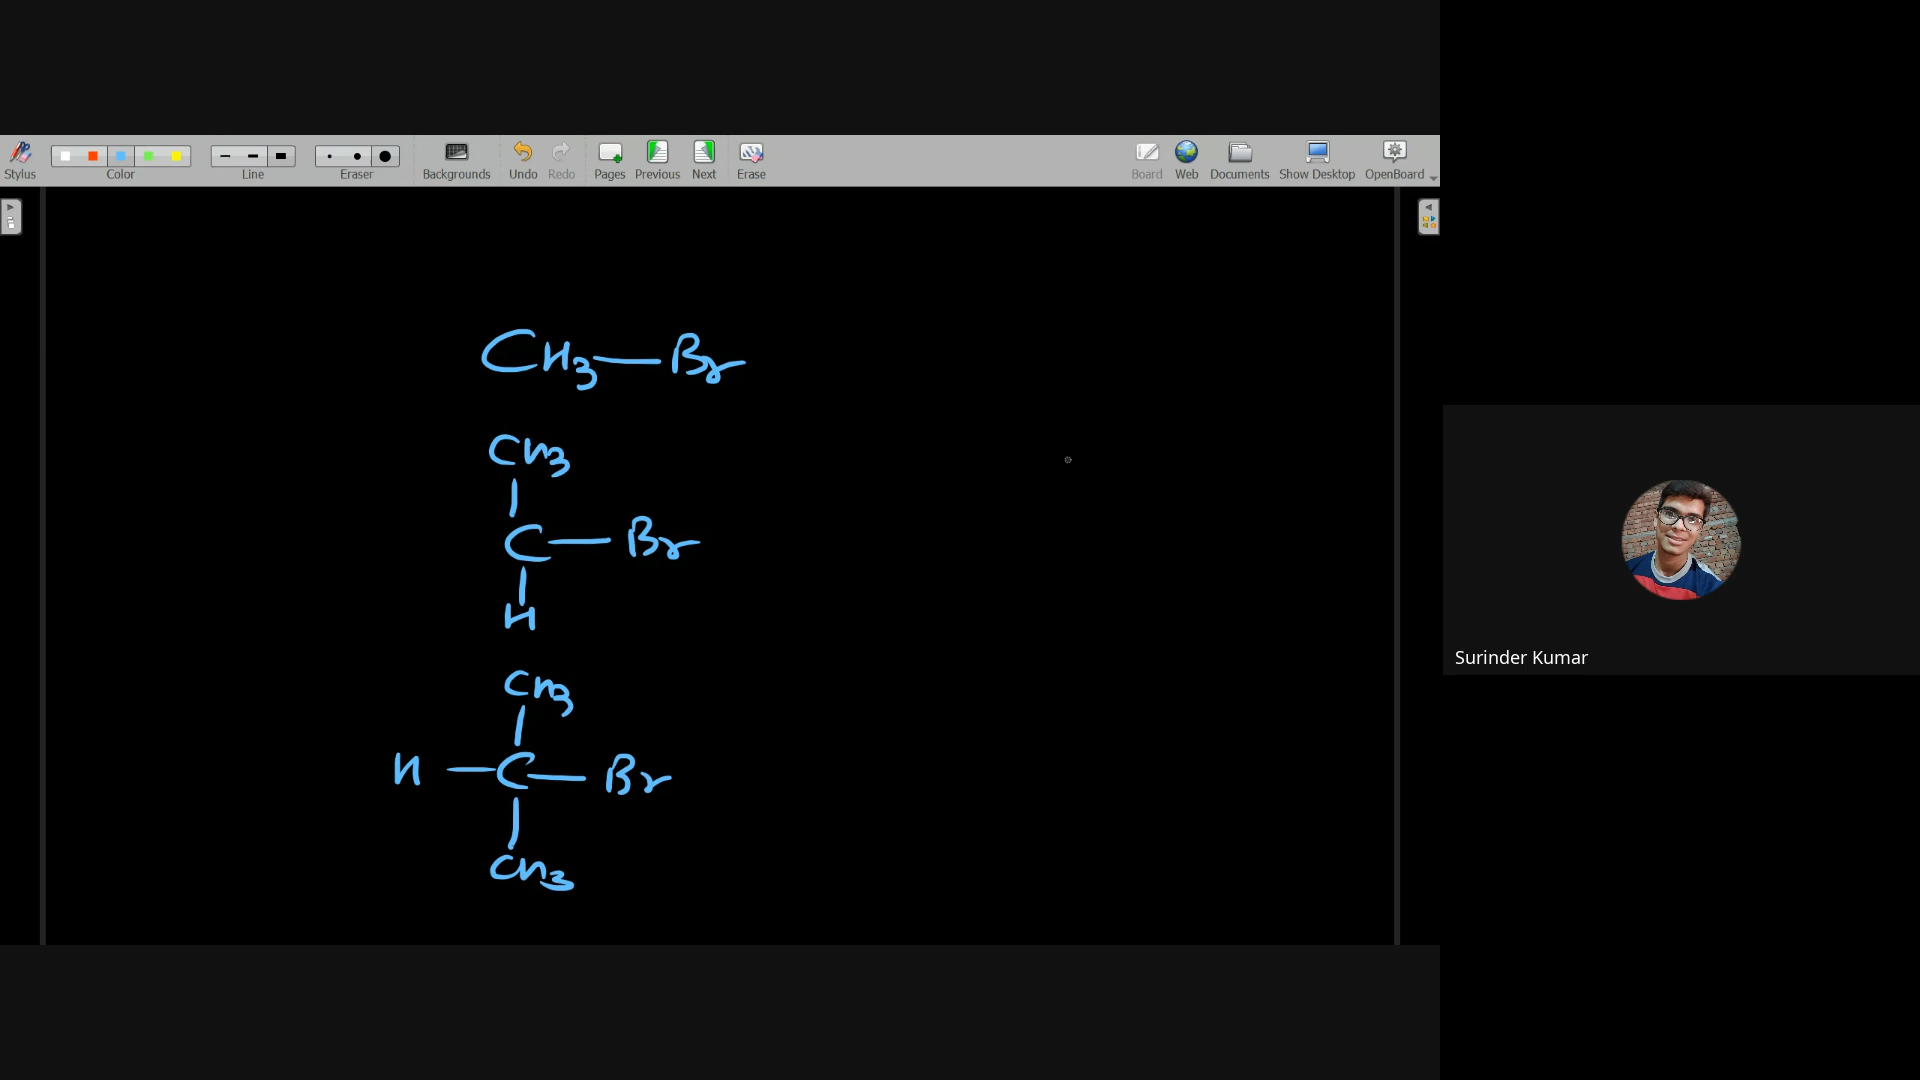 Stylus Color Line Eraser Backgrounds Undo Redo Pages Previous Next Erase Board Web Documents Show Desktop OpenBoard
CH3—Br
CH3
|
C—Br
|
H
CH3
|
H—C—Br
|
CH3
Surinder Kumar